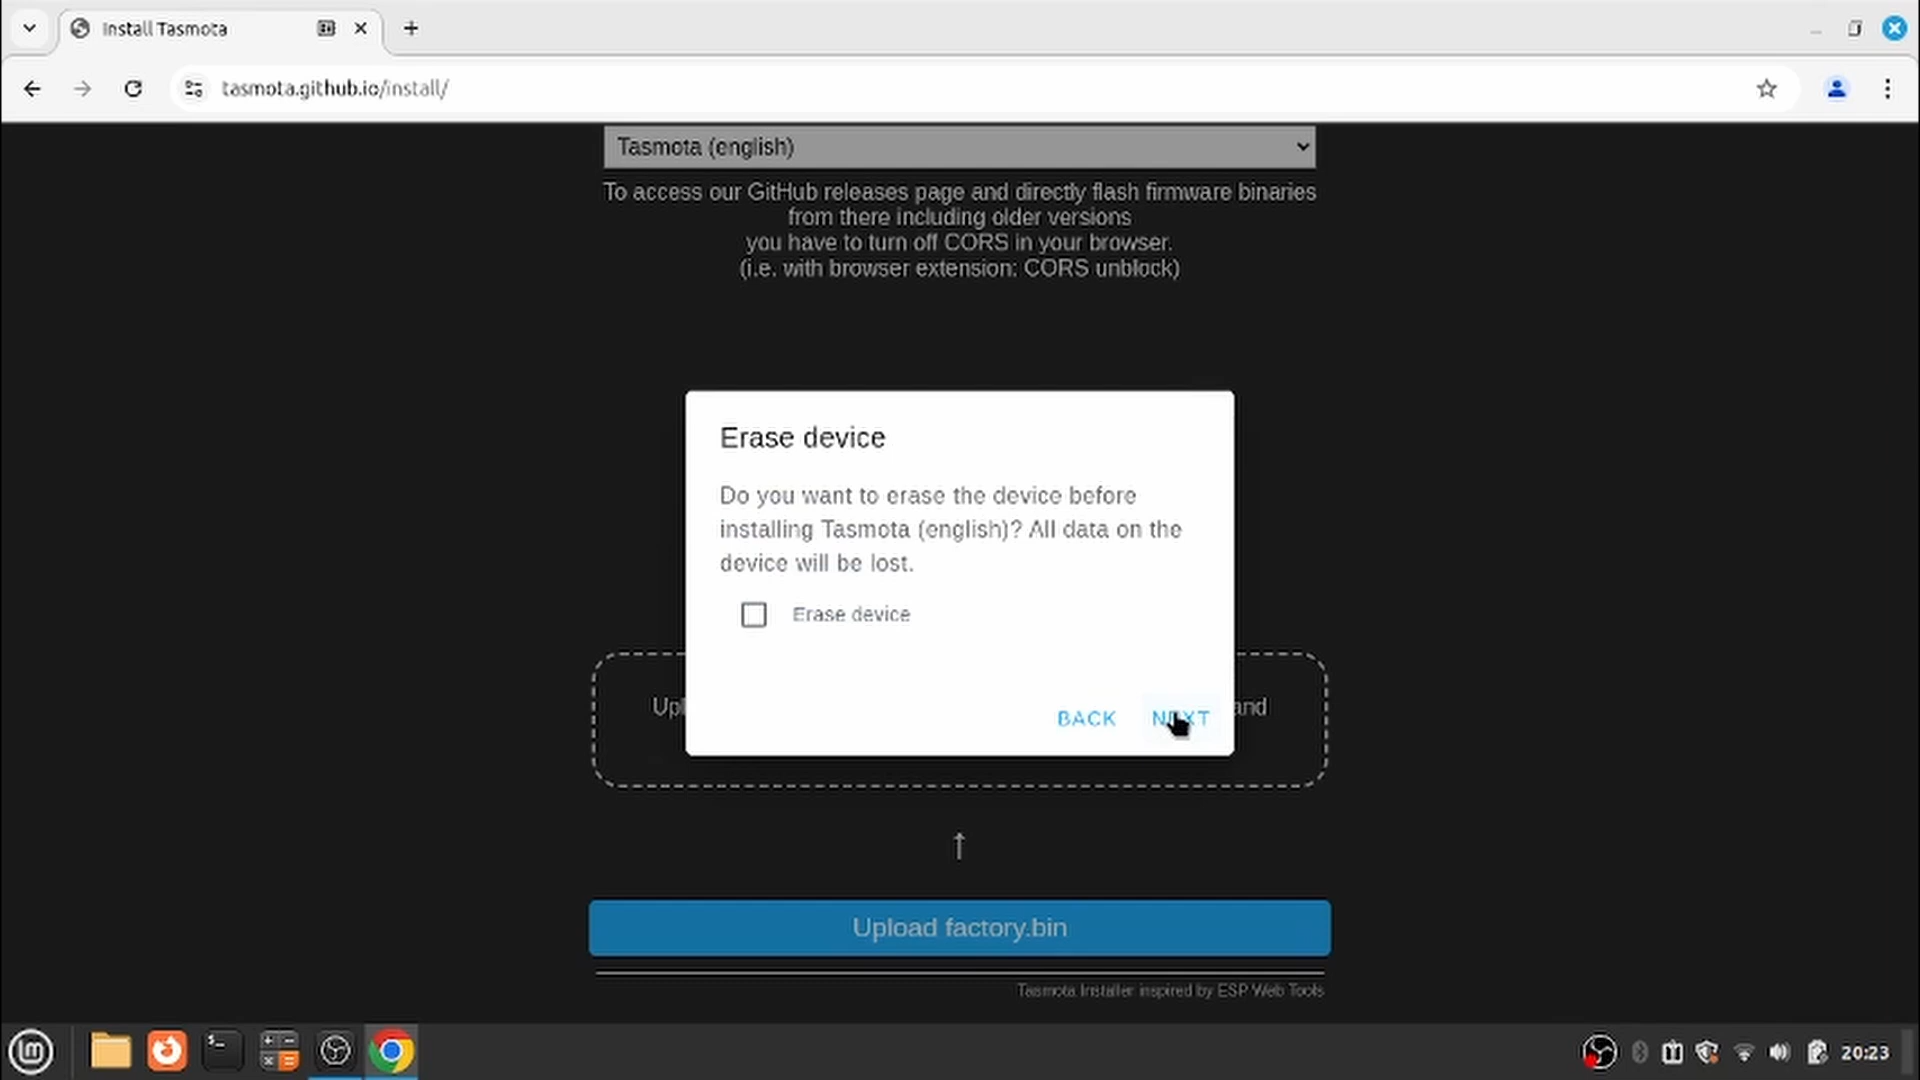 Install Tasmota
tasmota.github.io/install/
Tasmota (english)
To access our GitHub releases page and directly flash firmware binaries
from there including older versions
you have to turn off CORS in your browser.
(i.e. with browser extension: CORS unblock)
Erase device
Do you want to erase the device before
installing Tasmota (english)? All data on the
device will be lost.
Erase device
Upl
and
BACK NEXT
↑
Upload factory.bin
Tasmota Installer inspired by ESP Web Tools
20:23